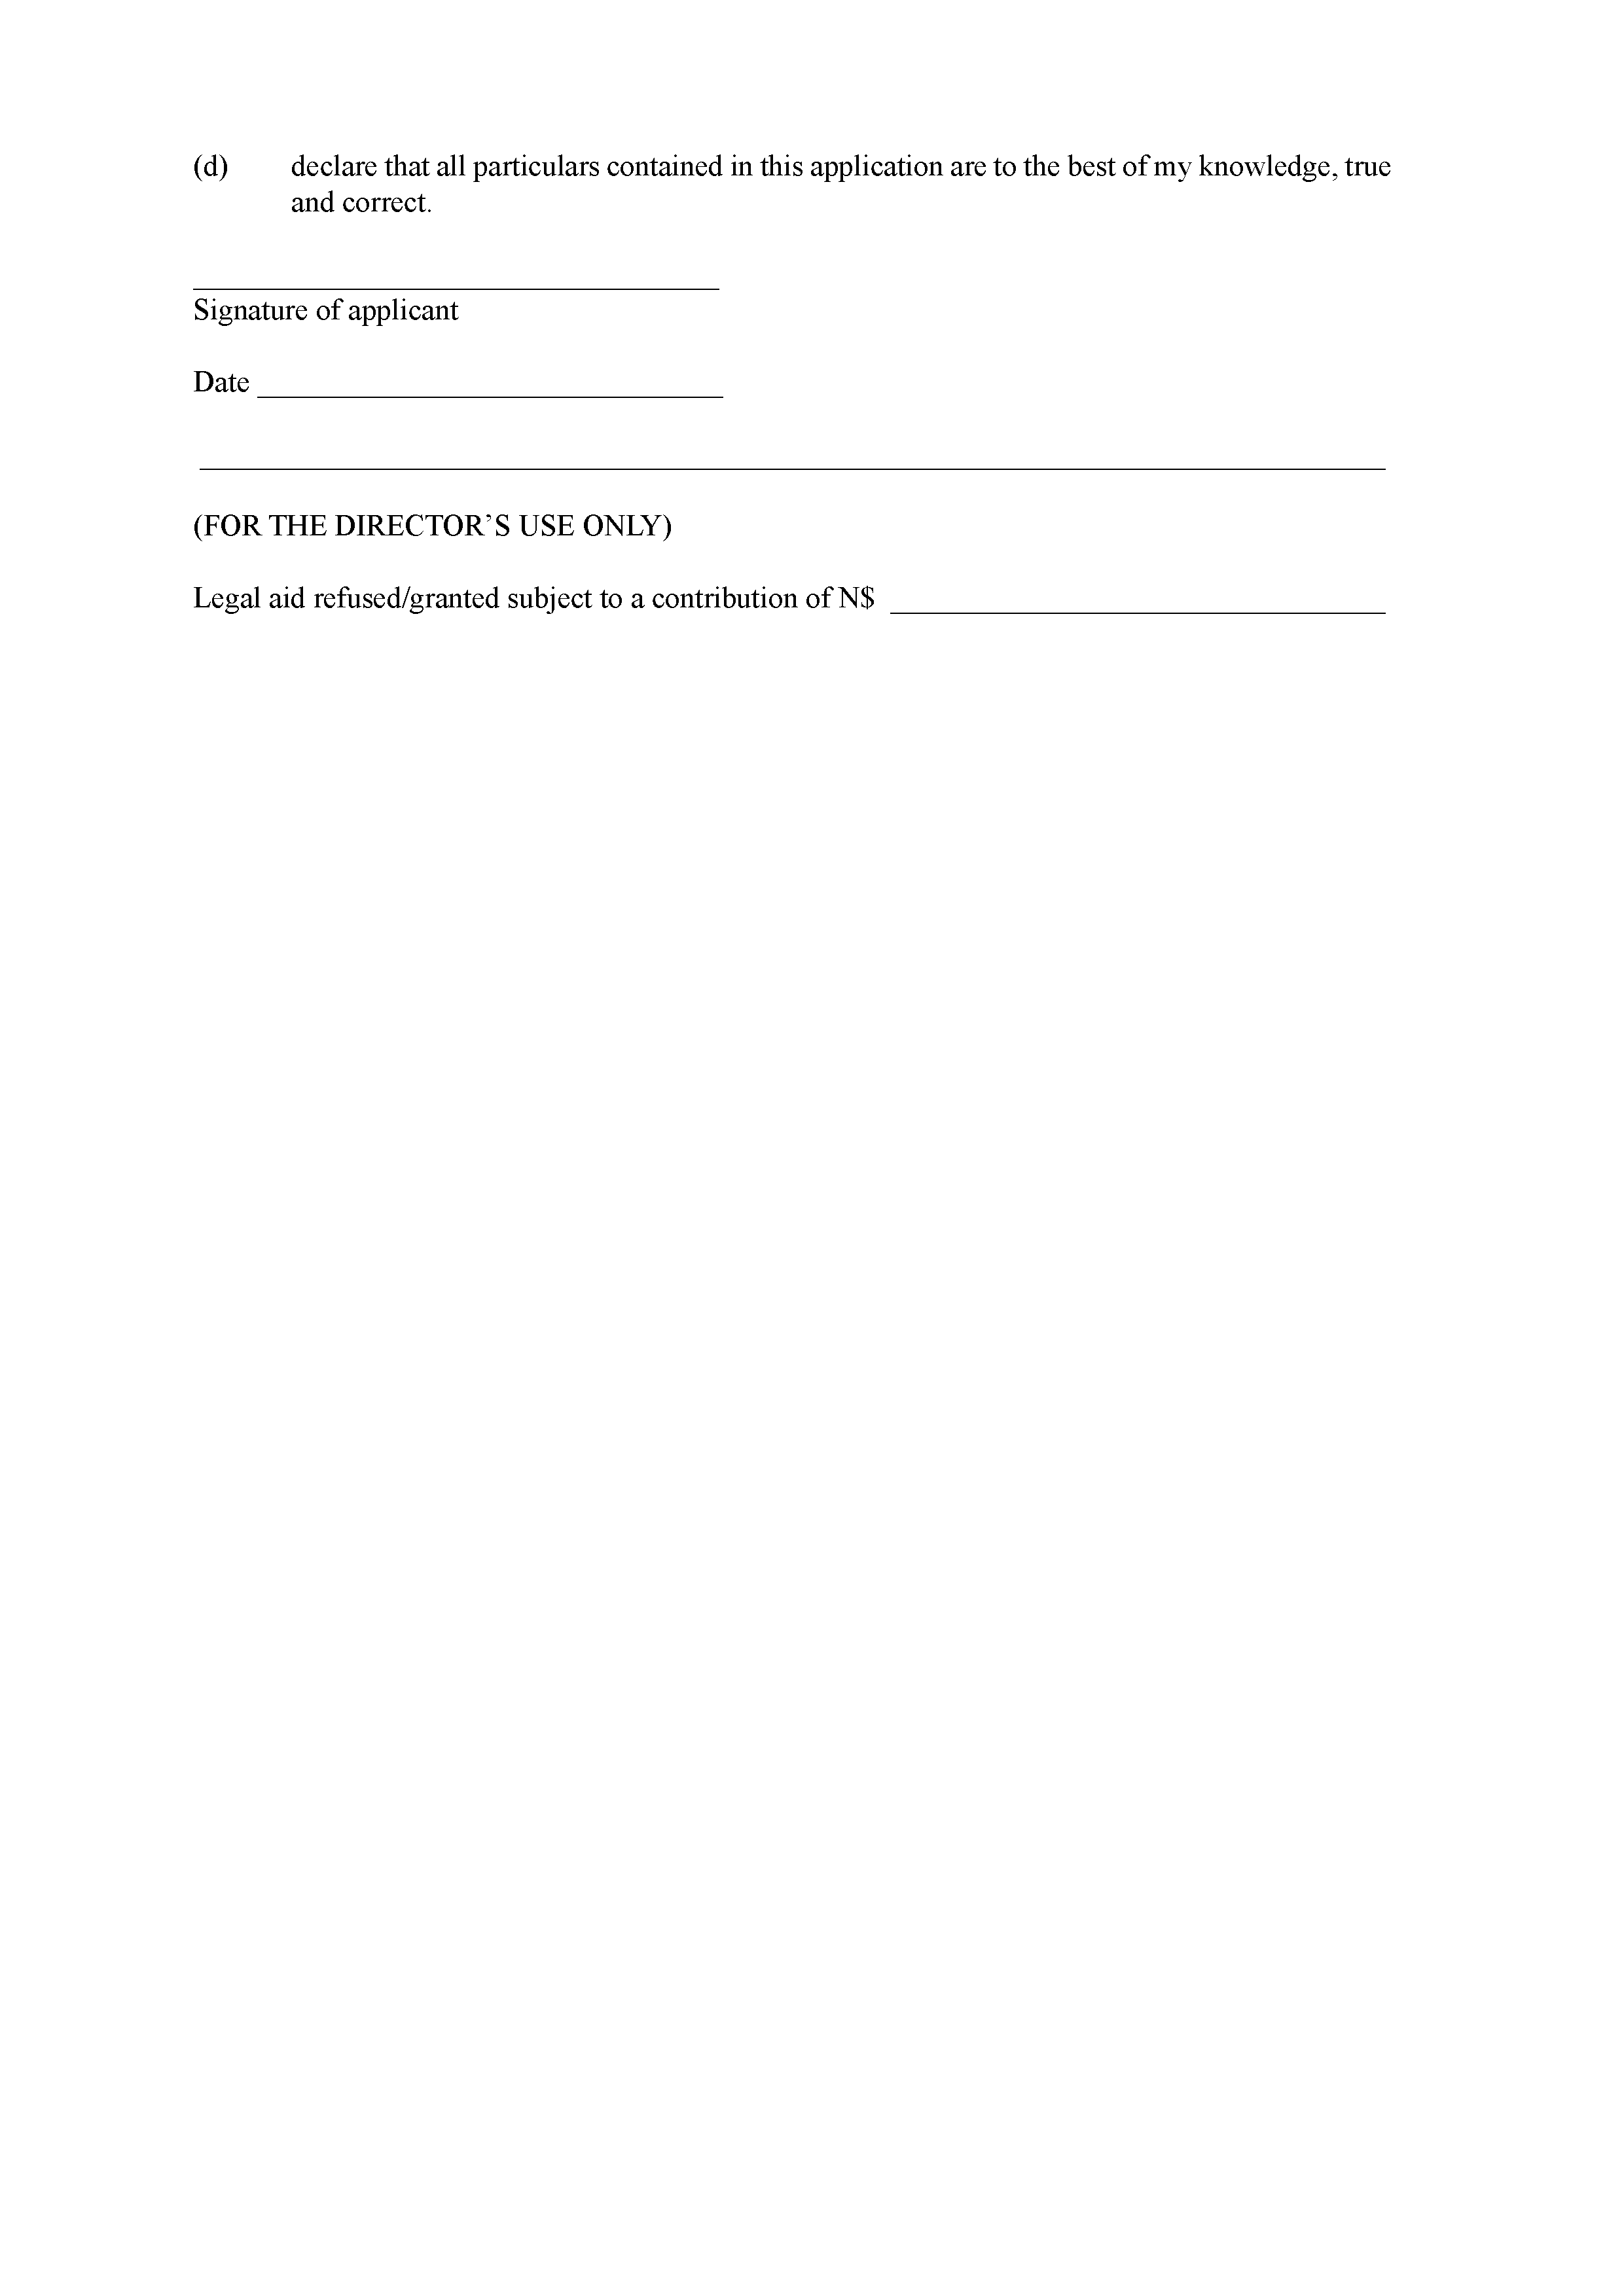 (d) declare that all particulars contained in this application are to the best of my knowledge, true
and correct.
Signature of applicant
Date
(FOR THE DIRECTOR’S USE ONLY)
Legal aid refused/granted subject to a contribution of N$